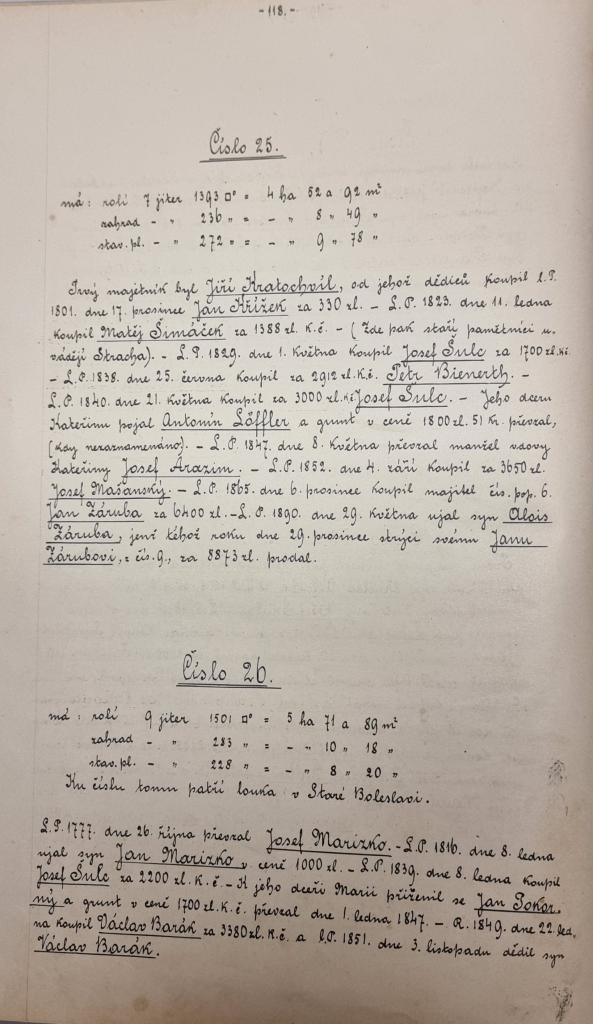 - 118. -
Číslo 25.
má: rolí 7 jiter 1393 □° = 4 ha 52 a 92 m²
zahrad - " 236 " = - " 8 " 49 "
stav. pl. - " 272 " = - " 9 " 78 "
Prvý majetník byl Jiří Kratochvíl, od jehož dědiců koupil l.P.
1801. dne 17. prosince Jan Křížek za 330 zl. - L.P. 1823. dne 11. ledna
koupil Matěj Šimáček za 1388 zl. k.č. - (Zde pak staří pamětníci u-
vádějí Stracha). - L.P. 1829. dne 1. května koupil Josef Šulc za 1700 zl. k.č.
- L.P. 1838. dne 25. června koupil za 2912 zl. K.č. Petr Bienerth. -
L.P. 1840. dne 21. května koupil za 3000 zl. k.č. Josef Šulc. - Jeho dceru
Kateřinu pojal Antonín Löffler a grunt v ceně 1800 zl. 51 kr. převzal,
(kdy nezaznamenáno). - L.P. 1847. dne 8. května převzal manžel vdovy
Kateřiny Josef Arazim. - L.P. 1852. dne 4. září koupil za 3650 zl.
Josef Mašanský. - L.P. 1865. dne 6. prosince koupil majitel čís. pop. 6.
Jan Záruba za 6400 zl. - L.P. 1890. dne 29. května ujal syn Alois
Záruba, jenž téhož roku dne 29. prosince strýci svému Janu
Zárubovi, z čís. 9., za 5873 zl. prodal.
Číslo 26.
má: rolí 9 jiter 1501 □° = 5 ha 71 a 89 m²
zahrad - " 283 " = - " 10 " 18 "
stav. pl. - " 228 " = - " 8 " 20 "
Ku číslu tomu patří louka v Staré Boleslavi.
L.P. 1777. dne 26. října převzal Josef Marizko. - L.P. 1816. dne 8. ledna
ujal syn Jan Marizko v ceně 1000 zl. - L.P. 1839. dne 8. ledna koupil
Josef Šulc za 2200 zl. K.č. - K jeho dceři Marii přiženil se Jan Pokor-
ný a grunt v ceně 1700 zl. K.č. převzal dne 1. ledna 1847. - R. 1849. dne 22. led-
na koupil Václav Barák za 3380 zl. k.č. a l.P. 1851. dne 3. listopadu dědil syn
Václav Barák.